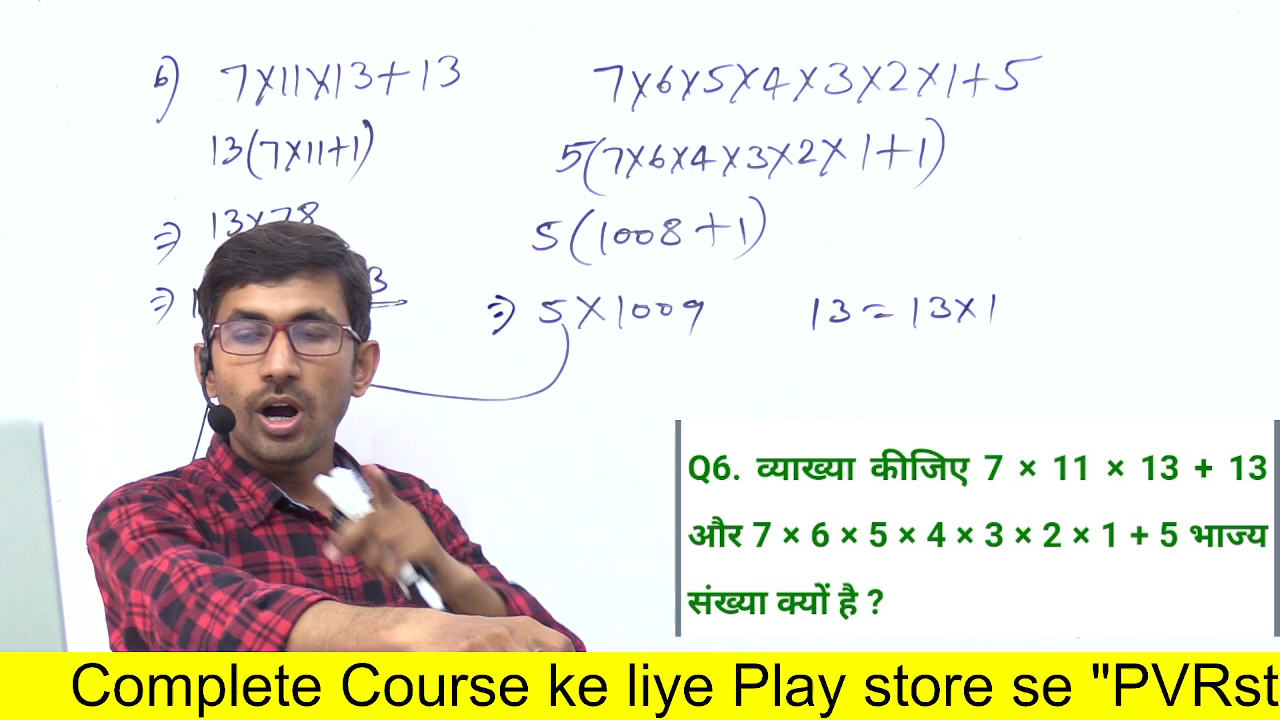 6) 7×11×13+13
13(7×11+1)
⇒ 13×78
⇒ 1 3
7×6×5×4×3×2×1+5
5(7×6×4×3×2×1+1)
5(1008+1)
⇒ 5×1009
13=13×1
Q6. व्याख्या कीजिए 7 × 11 × 13 + 13
और 7 × 6 × 5 × 4 × 3 × 2 × 1 + 5 भाज्य
संख्या क्यों है ?
Complete Course ke liye Play store se "PVRst